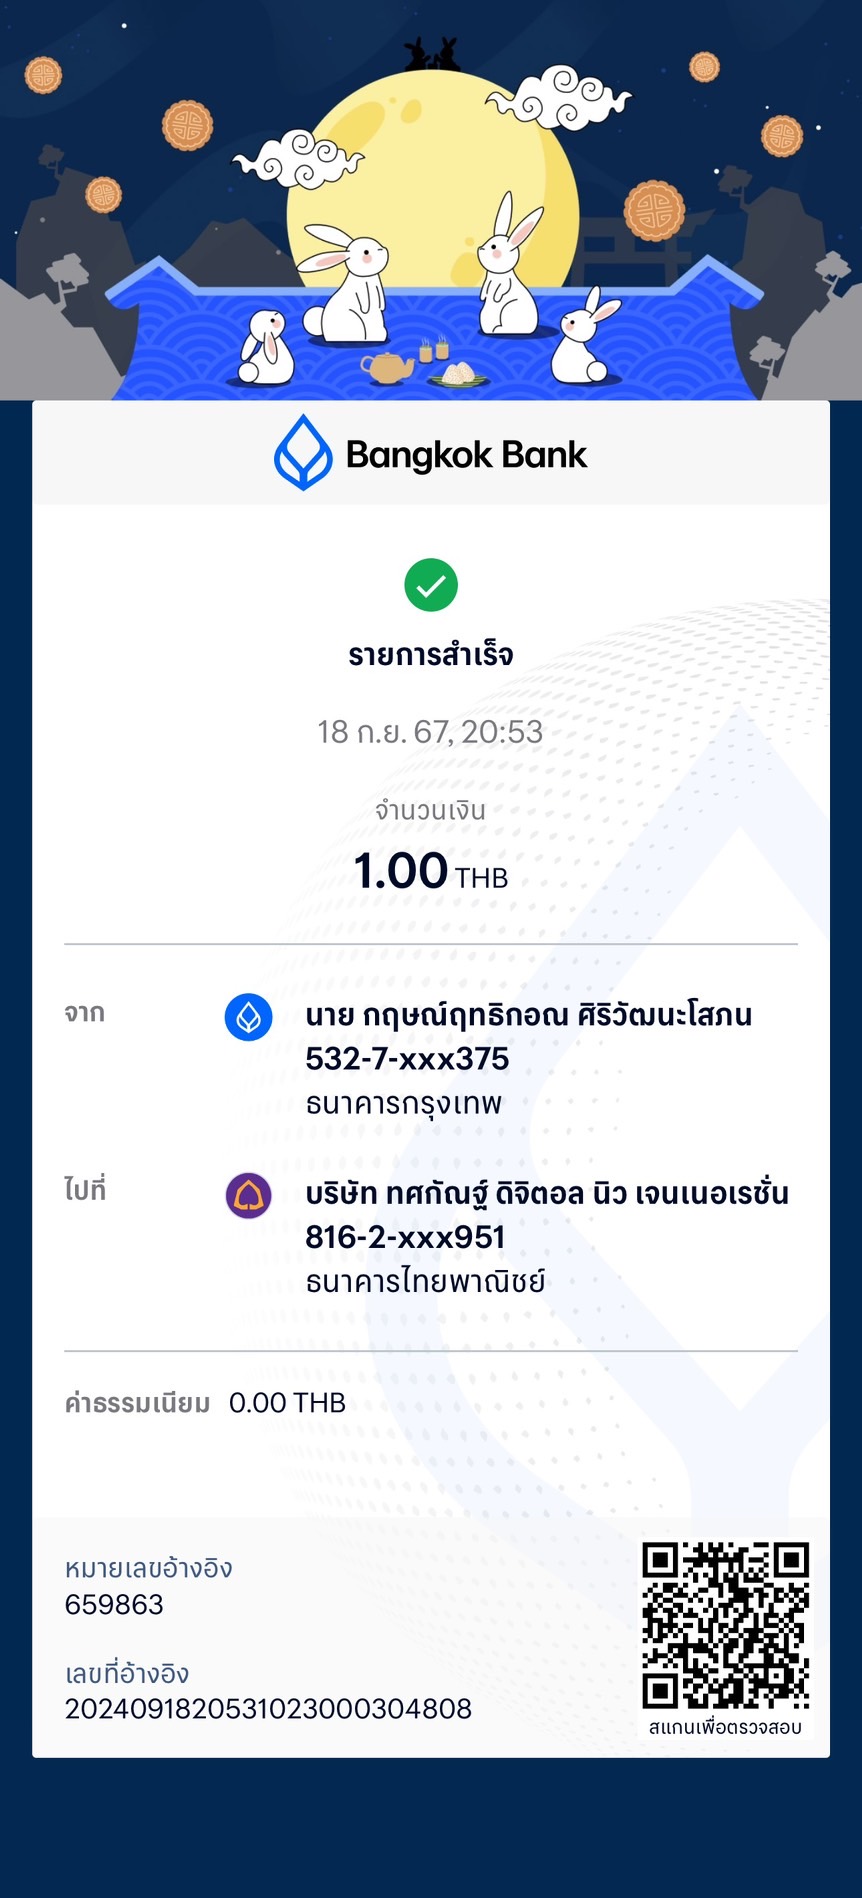 Bangkok Bank
รายการสำเร็จ
18 ก.ย. 67, 20:53
จำนวนเงิน
1.00 THB
จาก
นาย กฤษณ์ฤทธิกอณ ศิริวัฒนะโสภน
532-7-xxx375
ธนาคารกรุงเทพ
ไปที่
บริษัท ทศกัณฐ์ ดิจิตอล นิว เจนเนอเรชั่น
816-2-xxx951
ธนาคารไทยพาณิชย์
ค่าธรรมเนียม 0.00 THB
หมายเลขอ้างอิง
659863
เลขที่อ้างอิง
2024091820531023000304808
สแกนเพื่อตรวจสอบ